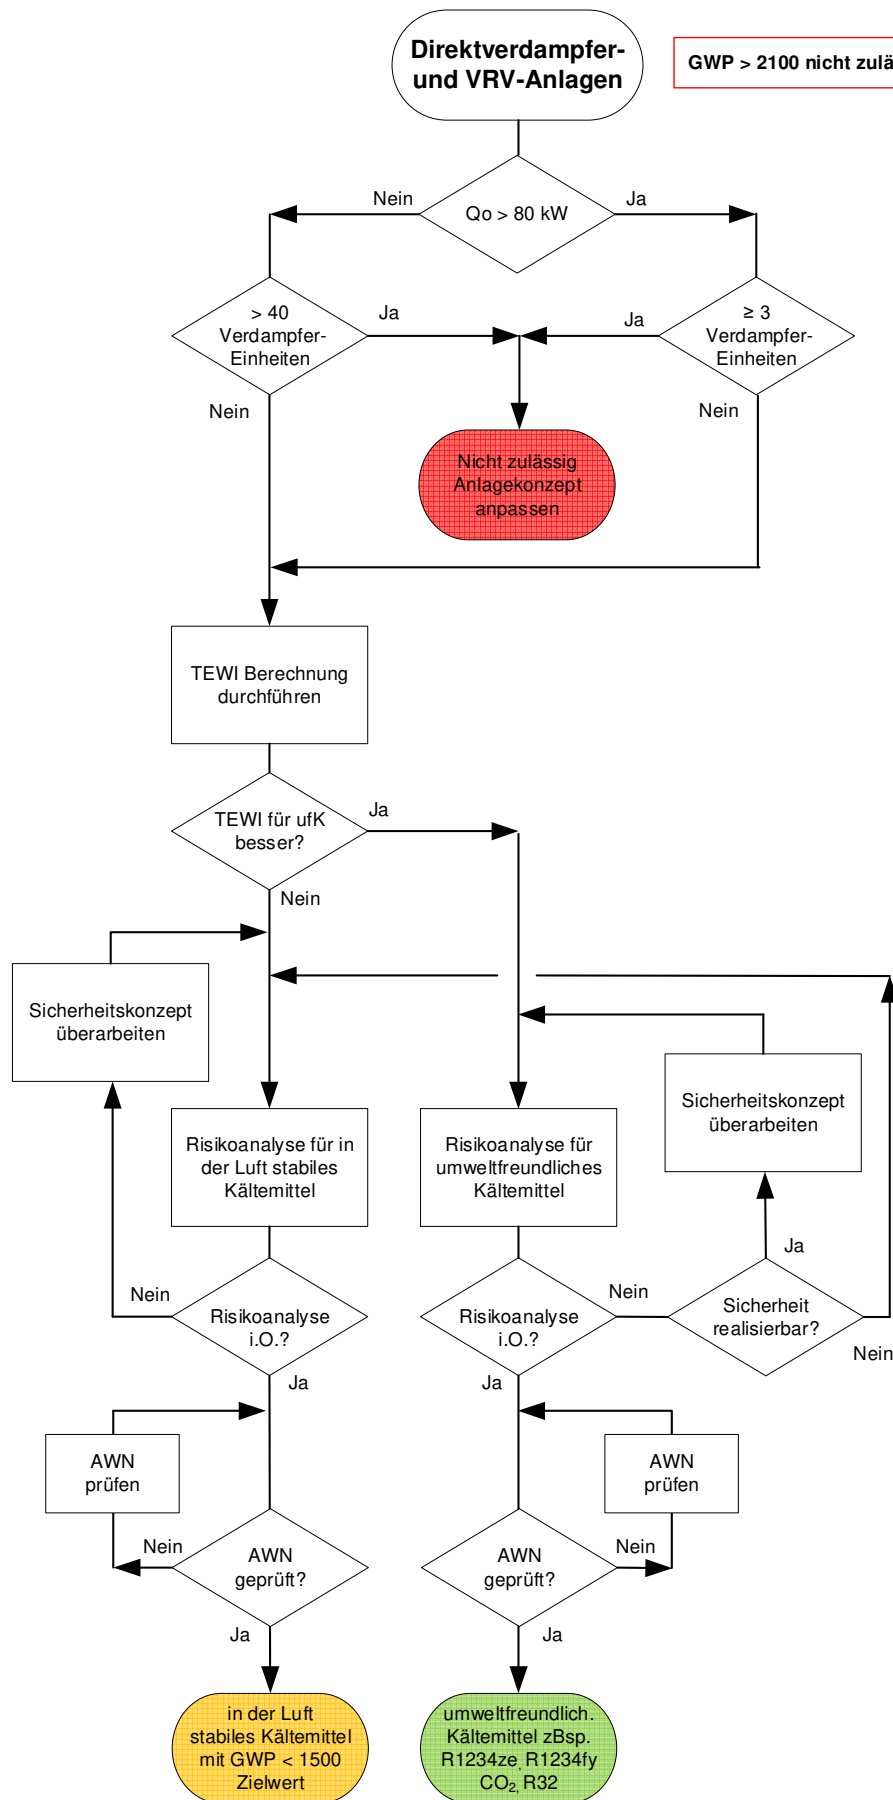 Direktverdampfer-
und VRV-Anlagen
GWP > 2100 nicht zulä
Nein
Qo > 80 kW
Ja
> 40
Verdampfer-
Einheiten
Ja
Ja
≥ 3
Verdampfer-
Einheiten
Nein
Nein
Nicht zulässig
Anlagekonzept
anpassen
TEWI Berechnung
durchführen
TEWI für ufK
besser?
Ja
Nein
Sicherheitskonzept
überarbeiten
Sicherheitskonzept
überarbeiten
Risikoanalyse für in
der Luft stabiles
Kältemittel
Risikoanalyse für
umweltfreundliches
Kältemittel
Nein
Risikoanalyse
i.O.?
Ja
Risikoanalyse
i.O.?
Nein
Ja
Ja
Sicherheit
realisierbar?
Nein
AWN
prüfen
AWN
prüfen
Nein
AWN
geprüft?
Ja
AWN
geprüft?
Nein
Ja
in der Luft
stabiles Kältemittel
mit GWP < 1500
Zielwert
umweltfreundlich.
Kältemittel zBsp.
R1234ze, R1234fy
CO₂, R32